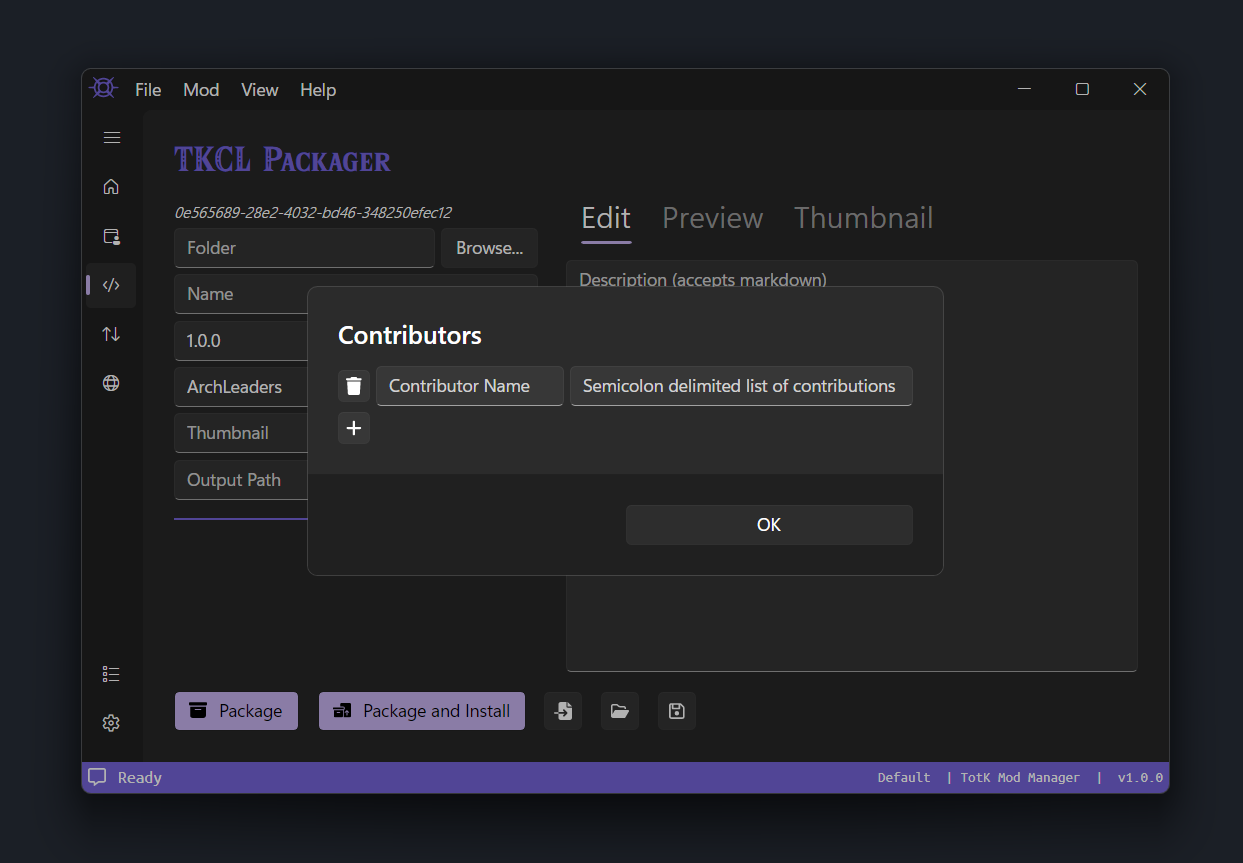 File Mod View Help
TKCL Packager
0e565689-28e2-4032-bd46-348250efec12
Folder
Browse...
Name
1.0.0
ArchLeaders
Thumbnail
Output Path
Edit Preview Thumbnail
Description (accepts markdown)
Contributors
Contributor Name
Semicolon delimited list of contributions
OK
Package
Package and Install
Ready
Default | TotK Mod Manager | v1.0.0